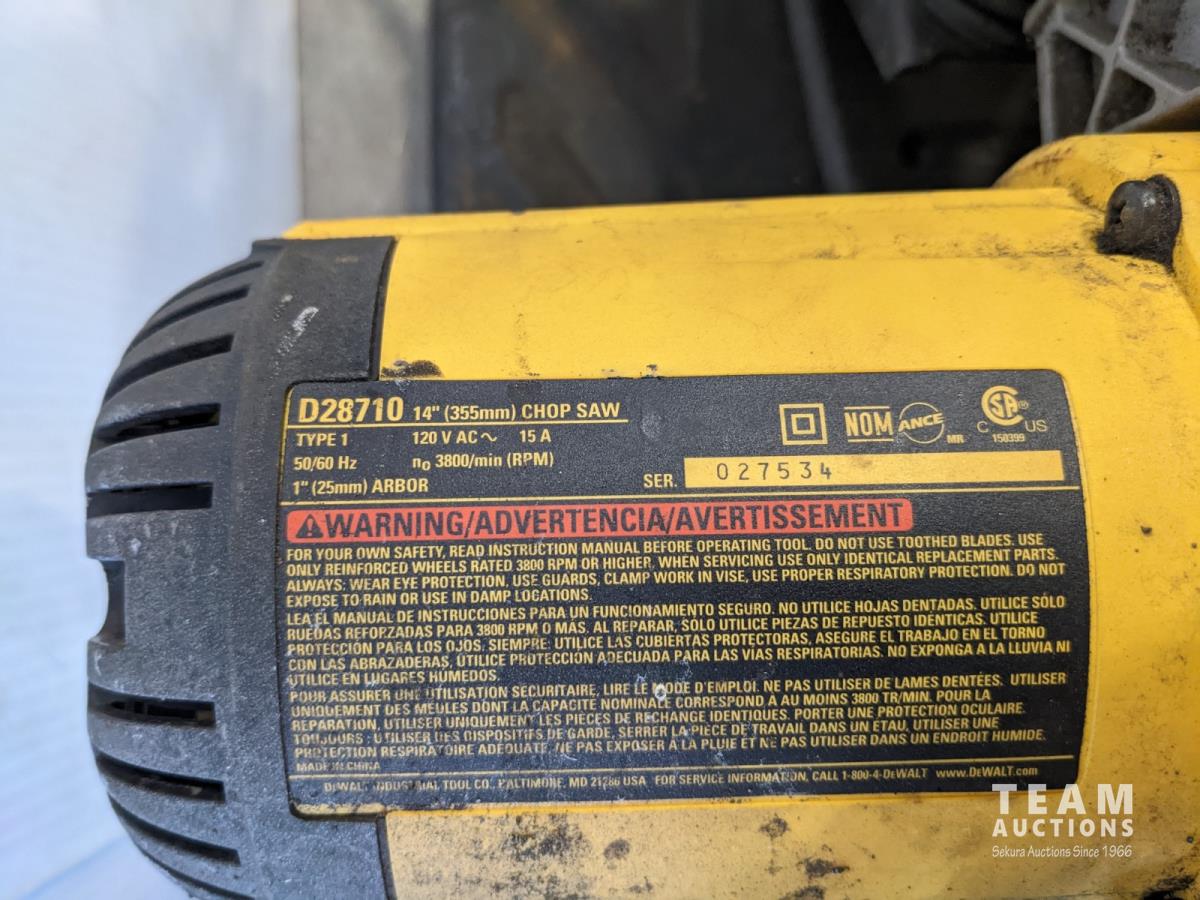 D28710 14" (355mm) CHOP SAW
TYPE 1 120 V AC ~ 15 A
50/60 Hz n₀ 3800/min (RPM)
1" (25mm) ARBOR
NOM ANCE MR
C SA ® C US 150399
SER. 027534
WARNING/ADVERTENCIA/AVERTISSEMENT
FOR YOUR OWN SAFETY, READ INSTRUCTION MANUAL BEFORE OPERATING TOOL. DO NOT USE TOOTHED BLADES. USE
ONLY REINFORCED WHEELS RATED 3800 RPM OR HIGHER. WHEN SERVICING USE ONLY IDENTICAL REPLACEMENT PARTS.
ALWAYS: WEAR EYE PROTECTION, USE GUARDS, CLAMP WORK IN VISE, USE PROPER RESPIRATORY PROTECTION. DO NOT
EXPOSE TO RAIN OR USE IN DAMP LOCATIONS.
LEA EL MANUAL DE INSTRUCCIONES PARA UN FUNCIONAMIENTO SEGURO. NO UTILICE HOJAS DENTADAS. UTILICE SÓLO
RUEDAS REFORZADAS PARA 3800 RPM O MÁS. AL REPARAR, SÓLO UTILICE PIEZAS DE REPUESTO IDENTICAS. UTILICE
PROTECCIÓN PARA LOS OJOS. SIEMPRE: UTILICE LAS CUBIERTAS PROTECTORAS, ASEGURE EL TRABAJO EN EL TORNO
CON LAS ABRAZADERAS, UTILICE PROTECCIÓN ADECUADA PARA LAS VÍAS RESPIRATORIAS. NO EXPONGA A LA LLUVIA NI
UTILICE EN LUGARES HÚMEDOS.
POUR ASSURER UNE UTILISATION SECURITAIRE, LIRE LE MODE D'EMPLOI. NE PAS UTILISER DE LAMES DENTÉES. UTILISER
UNIQUEMENT DES MEULES DONT LA CAPACITE NOMINALE CORRESPOND A AU MOINS 3800 TR/MIN. POUR LA
REPARATION, UTILISER UNIQUEMENT LES PIECES DE RECHANGE IDENTIQUES. PORTER UNE PROTECTION OCULAIRE.
TOUJOURS : UTILISER DES DISPOSITIFS DE GARDE, SERRER LA PIECE DE TRAVAIL DANS UN ETAU, UTILISER UNE
PROTECTION RESPIRATOIRE ADEQUATE, NE PAS EXPOSER A LA PLUIE ET NE PAS UTILISER DANS UN ENDROIT HUMIDE.
MADE IN CHINA
DEWALT INDUSTRIAL TOOL CO., BALTIMORE, MD 21286 USA FOR SERVICE INFORMATION, CALL 1-800-4-DEWALT www.DEWALT.com
TEAM
AUCTIONS
Sekura Auctions Since 1966